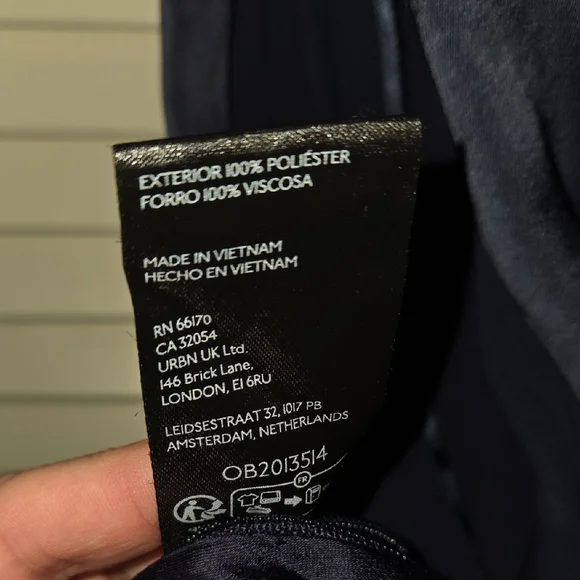 EXTERIOR 100% POLIÉSTER
FORRO 100% VISCOSA
MADE IN VIETNAM
HECHO EN VIETNAM
RN 66170
CA 32054
URBN UK Ltd.
146 Brick Lane,
LONDON, E1 6RU
LEIDSESTRAAT 32, 1017 PB
AMSTERDAM, NETHERLANDS
OB2013514
FR